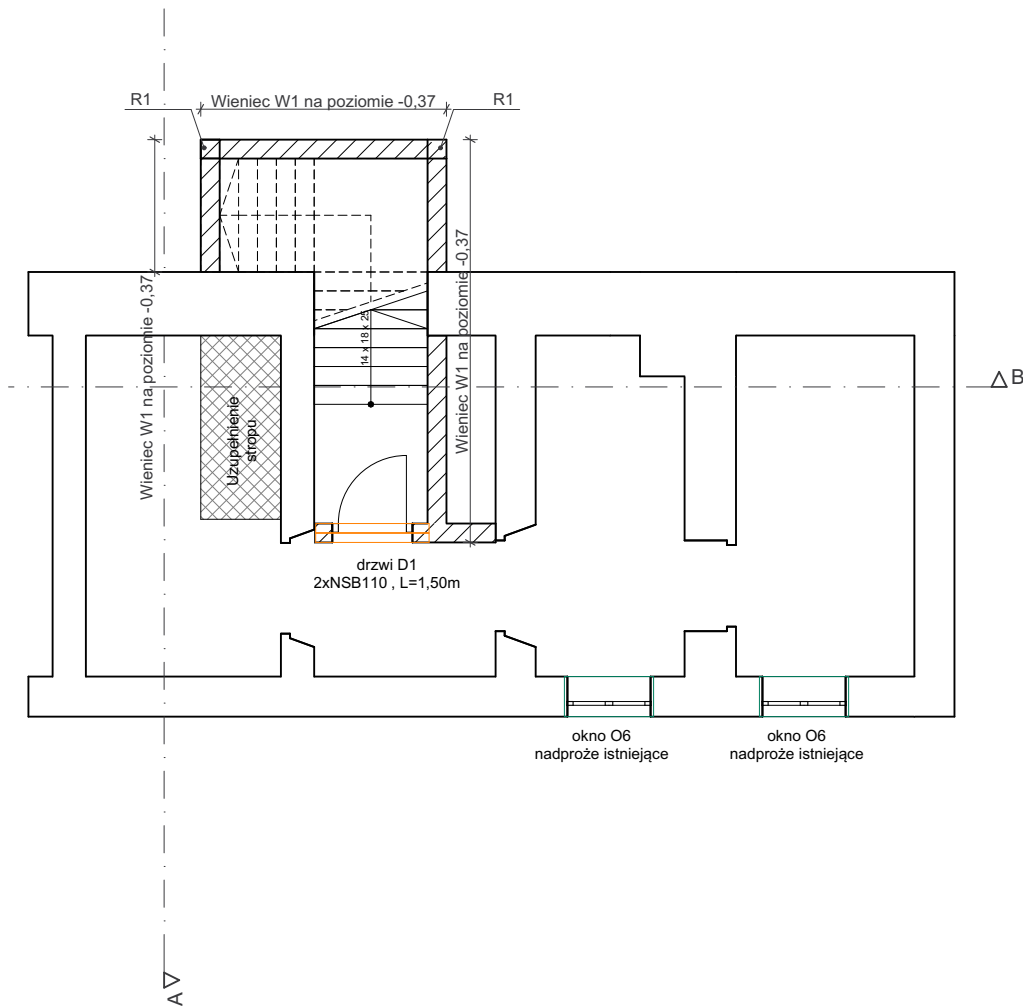 R1
Wieniec W1 na poziomie -0,37
R1
Wieniec W1 na poziomie -0,37
Wieniec W1 na poziomie -0,37
14 x 18 x 25
B
Uzupełnienie
stropu
drzwi D1
2xNSB110 , L=1,50m
okno O6
nadproże istniejące
okno O6
nadproże istniejące
A